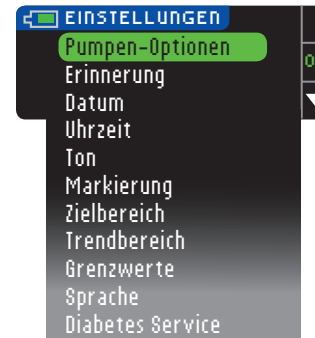 EINSTELLUNGEN
Pumpen-Optionen
Erinnerung
Datum
Uhrzeit
Ton
Markierung
Zielbereich
Trendbereich
Grenzwerte
Sprache
Diabetes Service